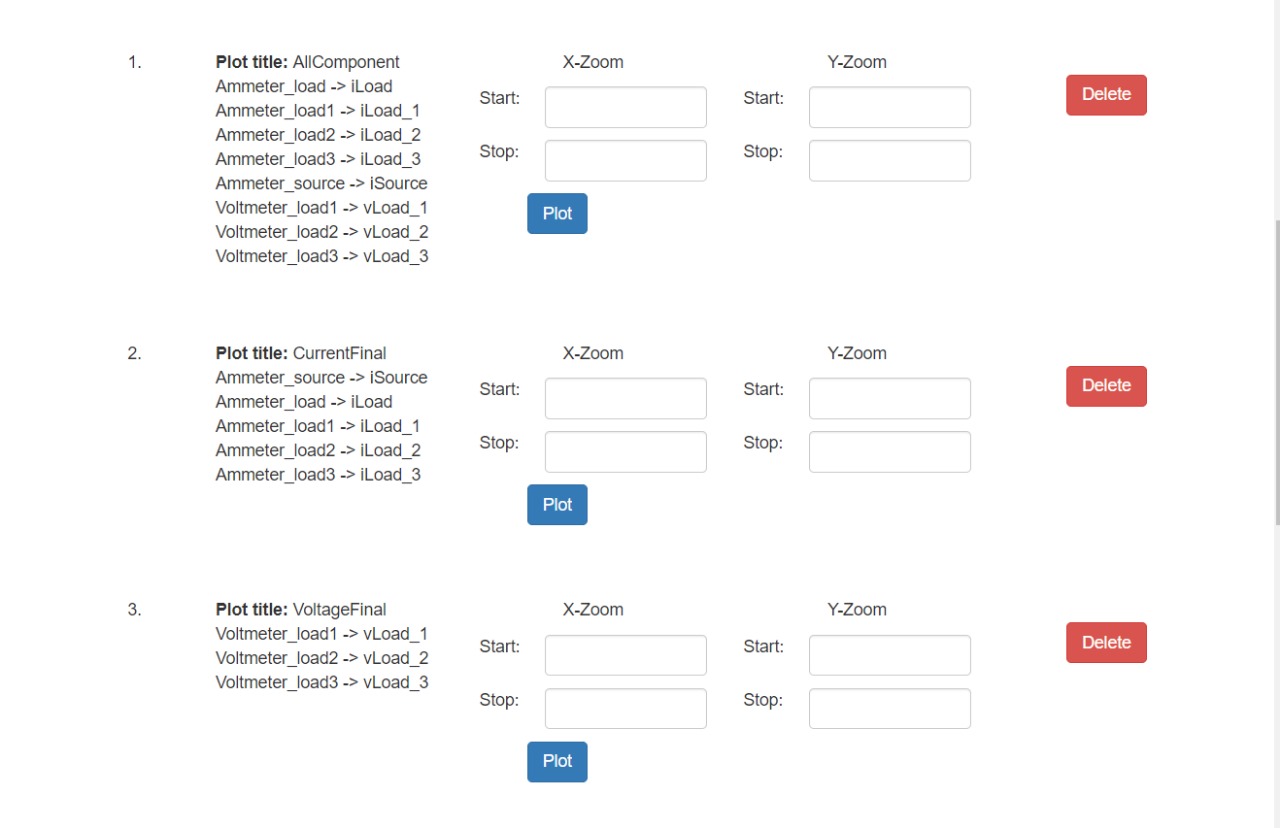 1.
Plot title: AllComponent
Ammeter_load -> iLoad
Ammeter_load1 -> iLoad_1
Ammeter_load2 -> iLoad_2
Ammeter_load3 -> iLoad_3
Ammeter_source -> iSource
Voltmeter_load1 -> vLoad_1
Voltmeter_load2 -> vLoad_2
Voltmeter_load3 -> vLoad_3
X-Zoom
Start:
Stop:
Plot
Y-Zoom
Start:
Stop:
Delete
2.
Plot title: CurrentFinal
Ammeter_source -> iSource
Ammeter_load -> iLoad
Ammeter_load1 -> iLoad_1
Ammeter_load2 -> iLoad_2
Ammeter_load3 -> iLoad_3
X-Zoom
Start:
Stop:
Plot
Y-Zoom
Start:
Stop:
Delete
3.
Plot title: VoltageFinal
Voltmeter_load1 -> vLoad_1
Voltmeter_load2 -> vLoad_2
Voltmeter_load3 -> vLoad_3
X-Zoom
Start:
Stop:
Plot
Y-Zoom
Start:
Stop:
Delete